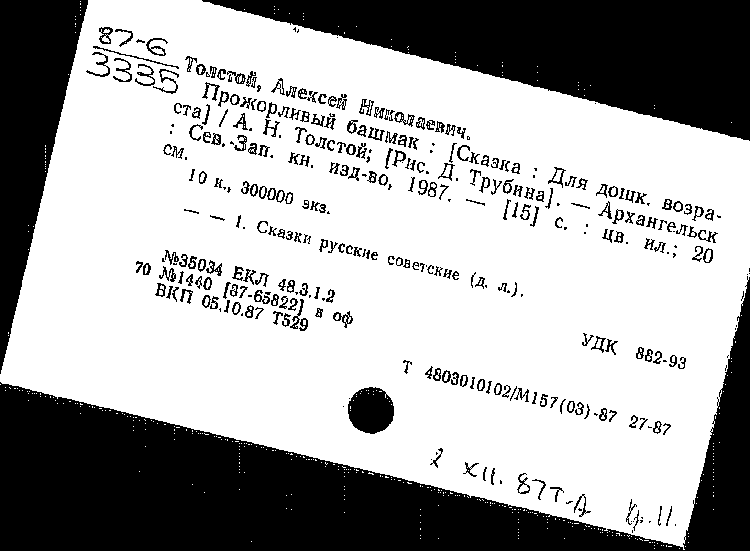 87-6
3335
Толстой, Алексей Николаевич.
Прожорливый башмак : [Сказка : Для дошк. возра-
ста] / А. Н. Толстой; [Рис. Д. Трубина]. — Архангельск
: Сев.-Зап. кн. изд-во, 1987. — [15] с. : цв. ил.; 20
см.
10 к., 300000 экз.
— — 1. Сказки русские советские (д. л.).
№35034 ЕКЛ 48.3.1.2
70 №1440 [87-65822] в оф
ВКП 05.10.87 Т529
УДК 882-93
Т 4803010102/М157(03)-87 27-87
2 XII. 87 Т-А